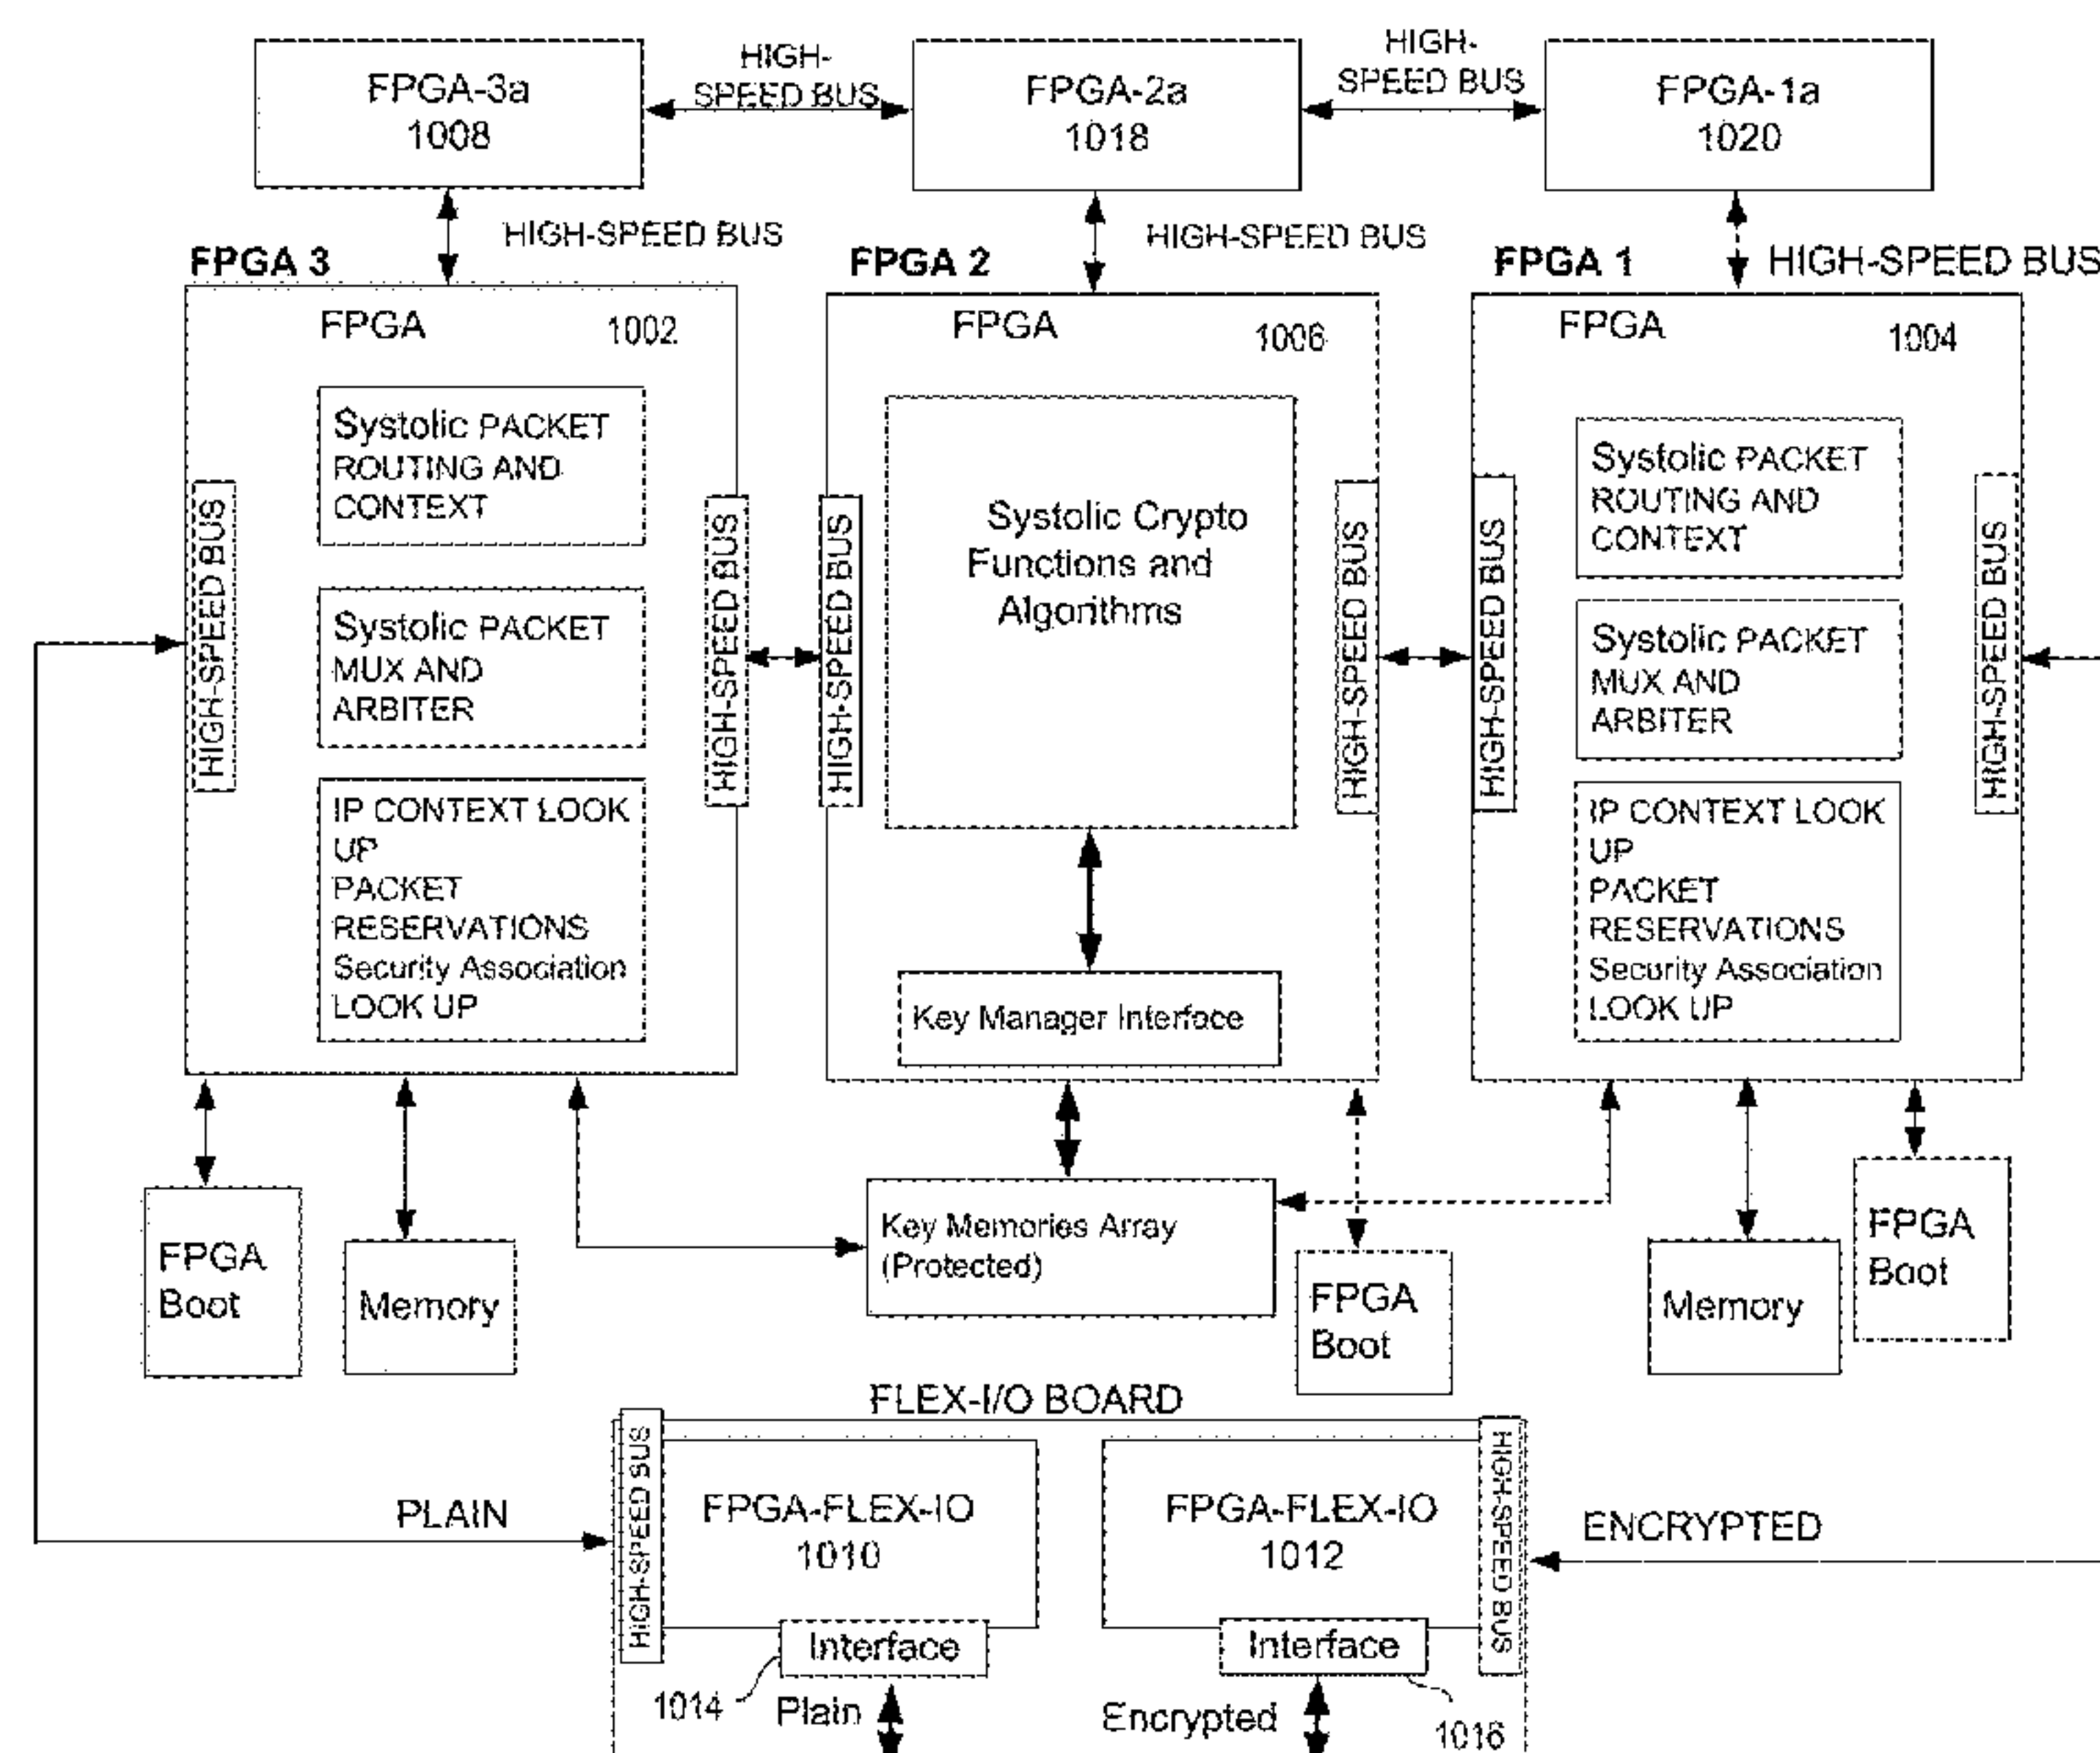 FPGA-3a
1008
HIGH-
SPEED BUS
FPGA-2a
1018
HIGH-
SPEED BUS
FPGA-1a
1020
HIGH-SPEED BUS
HIGH-SPEED BUS
HIGH-SPEED BUS
FPGA 3
FPGA
1002
Systolic PACKET
ROUTING AND
CONTEXT
Systolic PACKET
MUX AND
ARBITER
IP CONTEXT LOOK
UP
PACKET
RESERVATIONS
Security Association
LOOK UP
HIGH-SPEED BUS
HIGH-SPEED BUS
FPGA 2
FPGA
1006
HIGH-SPEED BUS
Systolic Crypto
Functions and
Algorithms
HIGH-SPEED BUS
Key Manager Interface
FPGA 1
FPGA
1004
HIGH-SPEED BUS
Systolic PACKET
ROUTING AND
CONTEXT
Systolic PACKET
MUX AND
ARBITER
IP CONTEXT LOOK
UP
PACKET
RESERVATIONS
Security Association
LOOK UP
HIGH-SPEED BUS
FPGA
Boot
Memory
Key Memories Array
(Protected)
FPGA
Boot
Memory
FPGA
Boot
FLEX-I/O BOARD
PLAIN
HIGH-SPEED BUS
FPGA-FLEX-IO
1010
FPGA-FLEX-IO
1012
HIGH-SPEED BUS
ENCRYPTED
Interface
Interface
1014
Plain
Encrypted
1016